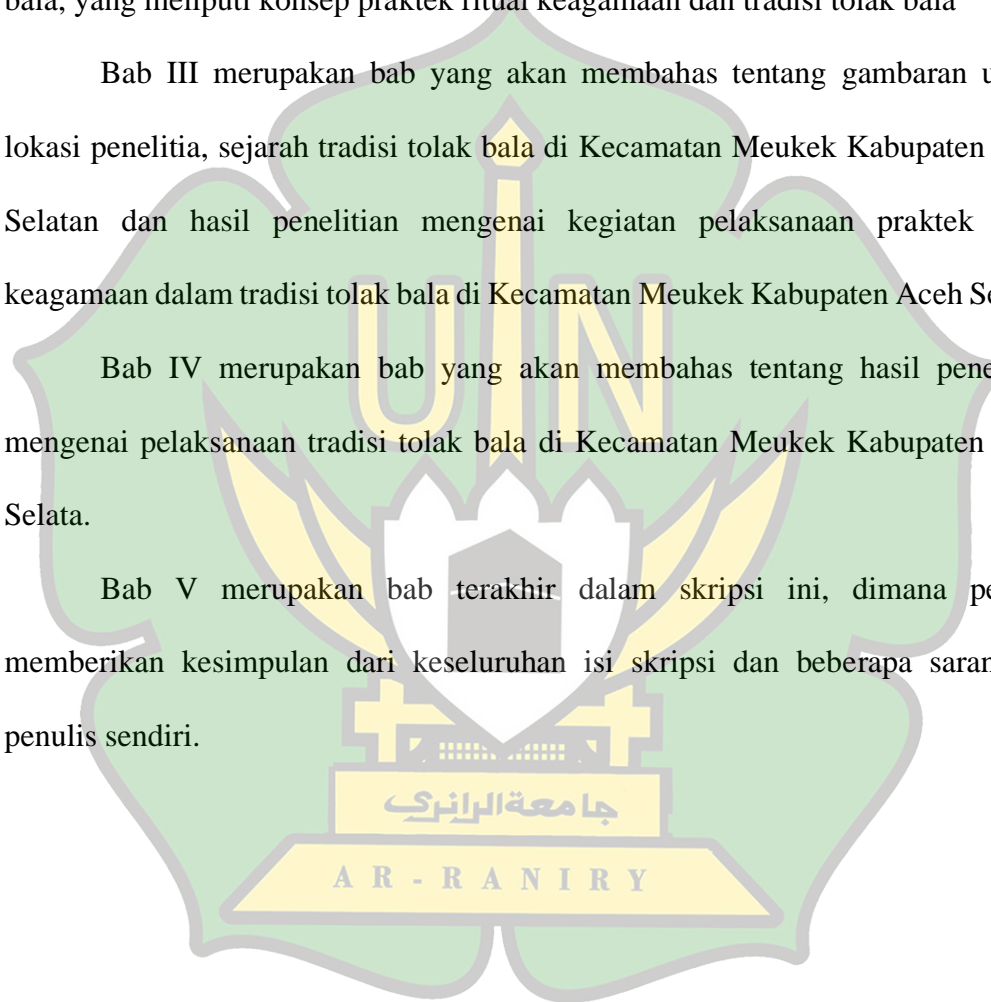 bala, yang meliputi konsep praktek ritual keagamaan dan tradisi tolak bala
Bab III merupakan bab yang akan membahas tentang gambaran u
lokasi penelitia, sejarah tradisi tolak bala di Kecamatan Meukek Kabupaten
Selatan dan hasil penelitian mengenai kegiatan pelaksanaan praktek
keagamaan dalam tradisi tolak bala di Kecamatan Meukek Kabupaten Aceh Se
Bab IV merupakan bab yang akan membahas tentang hasil pene
mengenai pelaksanaan tradisi tolak bala di Kecamatan Meukek Kabupaten
Selata.
Bab V merupakan bab terakhir dalam skripsi ini, dimana pe
memberikan kesimpulan dari keseluruhan isi skripsi dan beberapa saran
penulis sendiri.
UIN
جامعة الرانري
AR-RANIRY